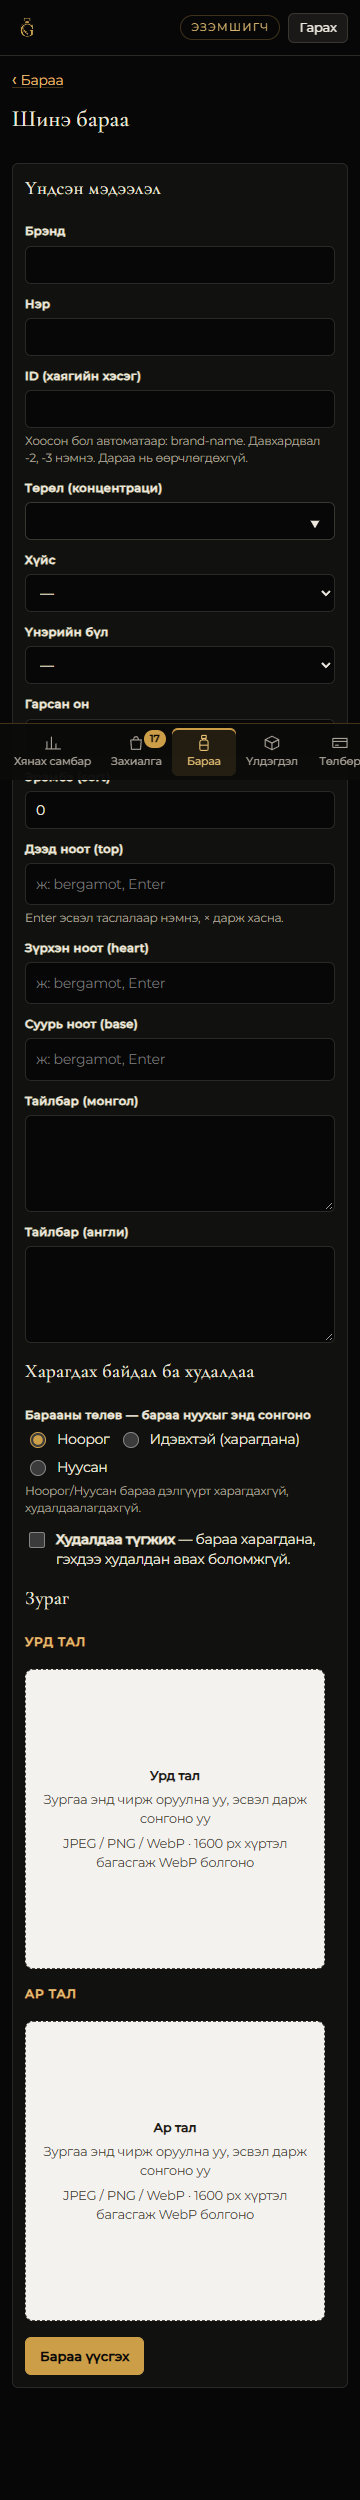 ЭЗЭМШИГЧ
Гарах
‹ Бараа
Шинэ бараа
Үндсэн мэдээлэл
Брэнд
Нэр
ID (хаягийн хэсэг)
Хоосон бол автоматаар: brand-name. Давхардвал
-2, -3 нэмнэ. Дараа нь өөрчлөгдөхгүй.
Төрөл (концентраци)
Хүйс
—
Үнэрийн бүл
—
Гарсан он
17
Хянах самбар
Захиалга
Бараа
Үлдэгдэл
Төлбөр
0
Дээд ноот (top)
ж: bergamot, Enter
Enter эсвэл таслалаар нэмнэ, × дарж хасна.
Зүрхэн ноот (heart)
ж: bergamot, Enter
Суурь ноот (base)
ж: bergamot, Enter
Тайлбар (монгол)
Тайлбар (англи)
Харагдах байдал ба худалдаа
Барааны төлөв — бараа нуухыг энд сонгоно
Ноорог
Идэвхтэй (харагдана)
Нуусан
Ноорог/Нуусан бараа дэлгүүрт харагдахгүй,
худалдаалагдахгүй.
Худалдаа түгжих — бараа харагдана,
гэхдээ худалдан авах боломжгүй.
Зураг
УРД ТАЛ
Урд тал
Зургаа энд чирж оруулна уу, эсвэл дарж
сонгоно уу
JPEG / PNG / WebP · 1600 px хүртэл
багасгаж WebP болгоно
АР ТАЛ
Ар тал
Зургаа энд чирж оруулна уу, эсвэл дарж
сонгоно уу
JPEG / PNG / WebP · 1600 px хүртэл
багасгаж WebP болгоно
Бараа үүсгэх